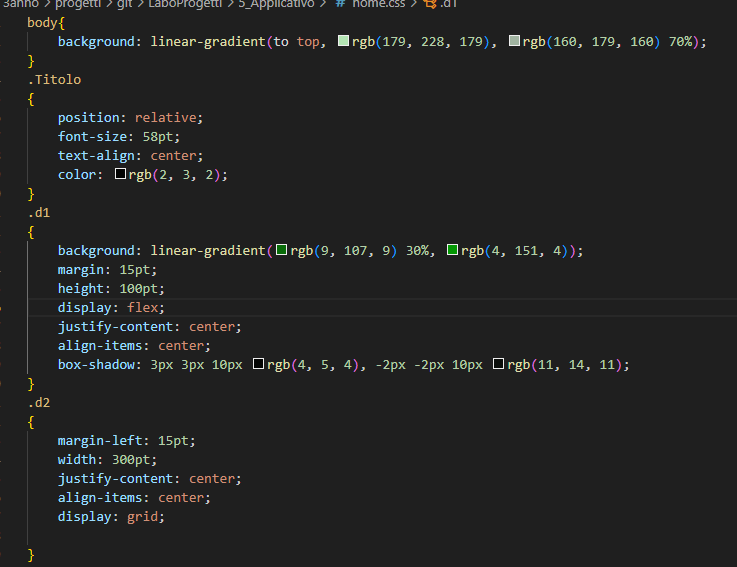 3anno > progetti > git > LaboProgetti > 5_Applicativo > # home.css > .d1
body{
    background: linear-gradient(to top, rgb(179, 228, 179), rgb(160, 179, 160) 70%);
}
.Titolo
{
    position: relative;
    font-size: 58pt;
    text-align: center;
    color: rgb(2, 3, 2);
}
.d1
{
    background: linear-gradient(rgb(9, 107, 9) 30%, rgb(4, 151, 4));
    margin: 15pt;
    height: 100pt;
    display: flex;
    justify-content: center;
    align-items: center;
    box-shadow: 3px 3px 10px rgb(4, 5, 4), -2px -2px 10px rgb(11, 14, 11);
}
.d2
{
    margin-left: 15pt;
    width: 300pt;
    justify-content: center;
    align-items: center;
    display: grid;
}